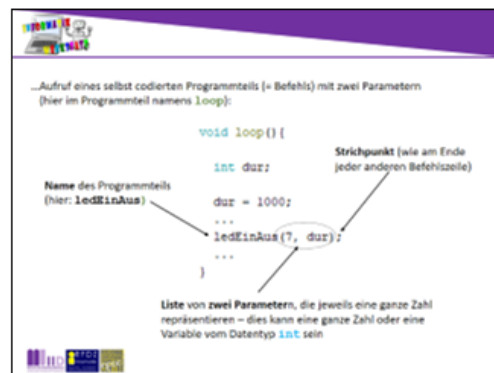 ...Aufruf eines selbst codierten Programmteils (= Befehls) mit zwei Parametern
(hier im Programmteil namens loop):
void loop(){
int dur;
Strichpunkt (wie am Ende
jeder anderen Befehlszeile)
Name des Programmteils
(hier: ledEinAus)
dur = 1000;
...
ledEinAus(7, dur);
...
}
Liste von zwei Parametern, die jeweils eine ganze Zahl
repräsentieren – dies kann eine ganze Zahl oder eine
Variable vom Datentyp int sein